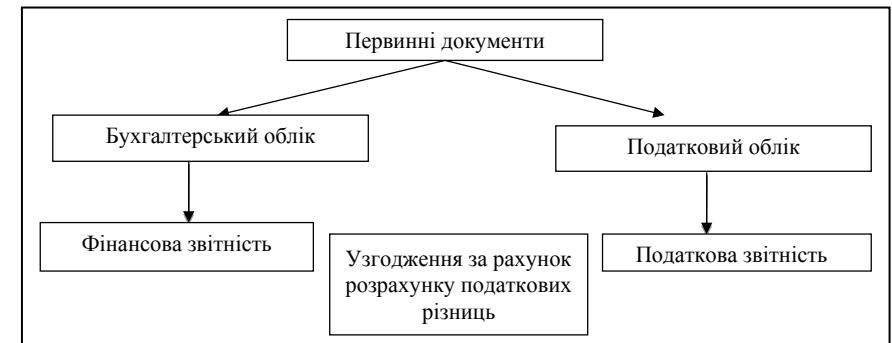 Первинні документи
Бухгалтерський облік
Податковий облік
Фінансова звітність
Узгодження за рахунок
розрахунку податкових
різниць
Податкова звітність